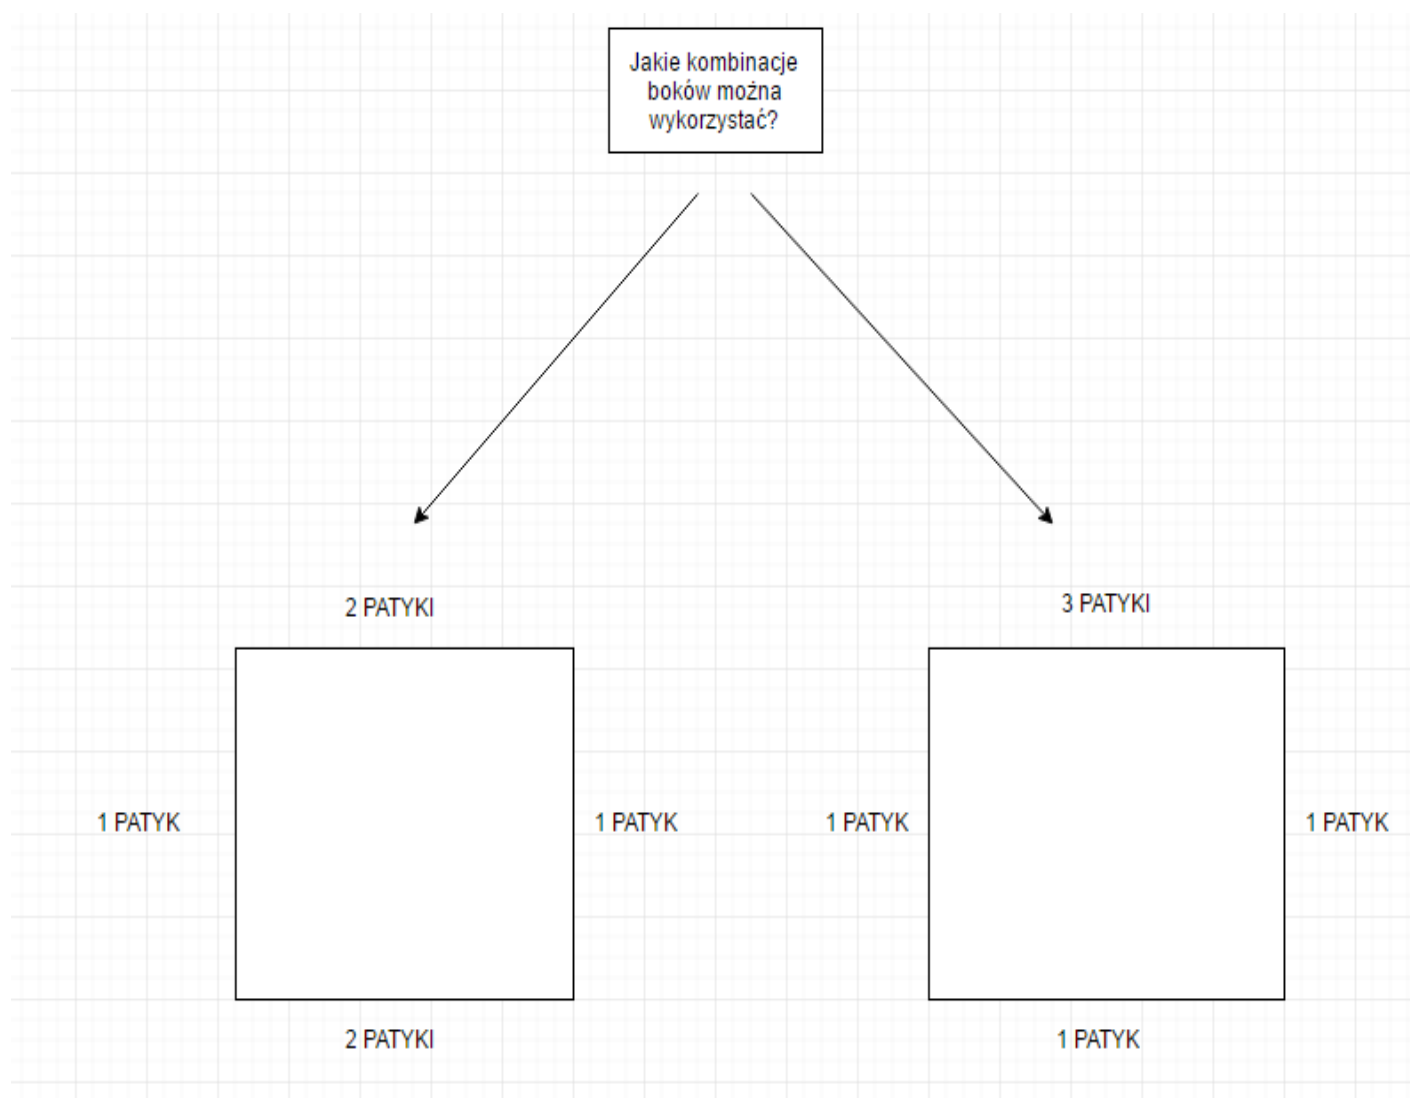 Jakie kombinacje
boków można
wykorzystać?
2 PATYKI
3 PATYKI
1 PATYK
1 PATYK
1 PATYK
1 PATYK
2 PATYKI
1 PATYK